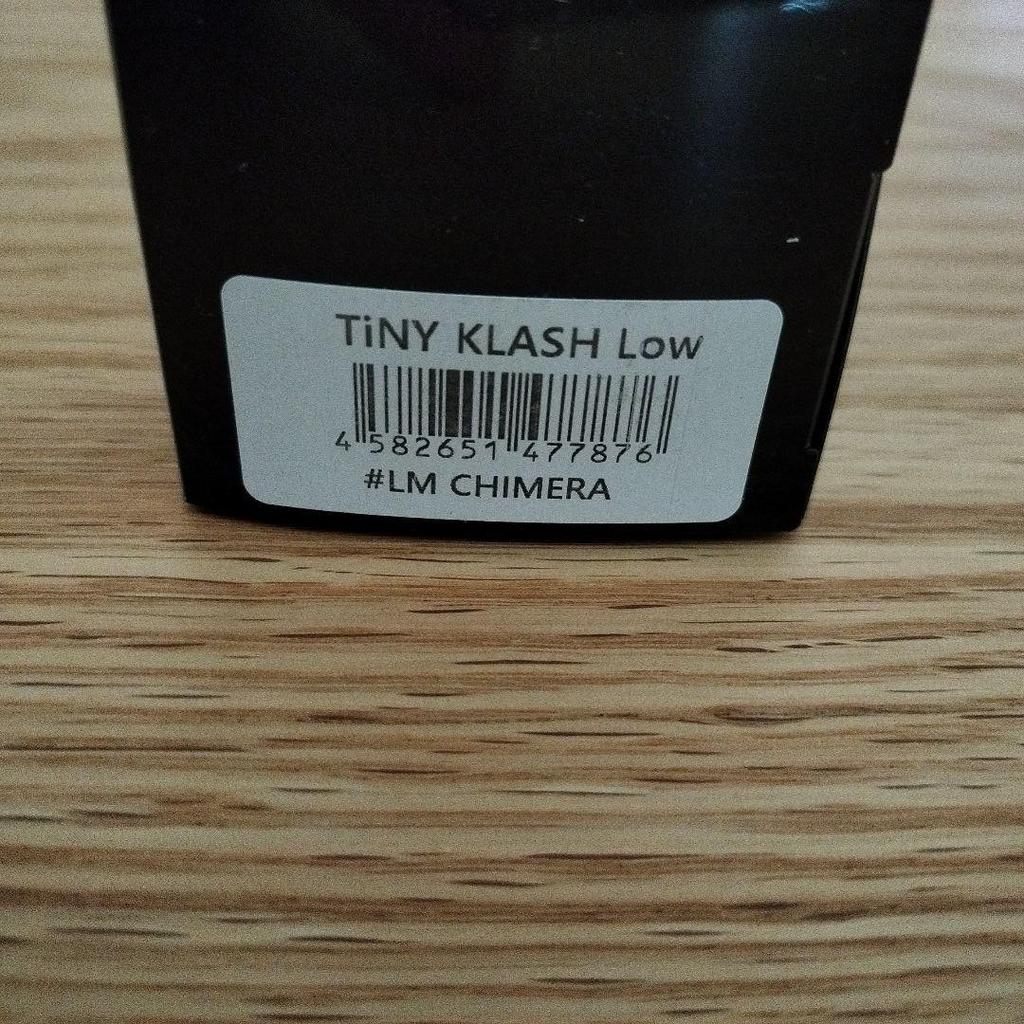 TiNY KLASH Low
4 582651 477876
#LM CHIMERA